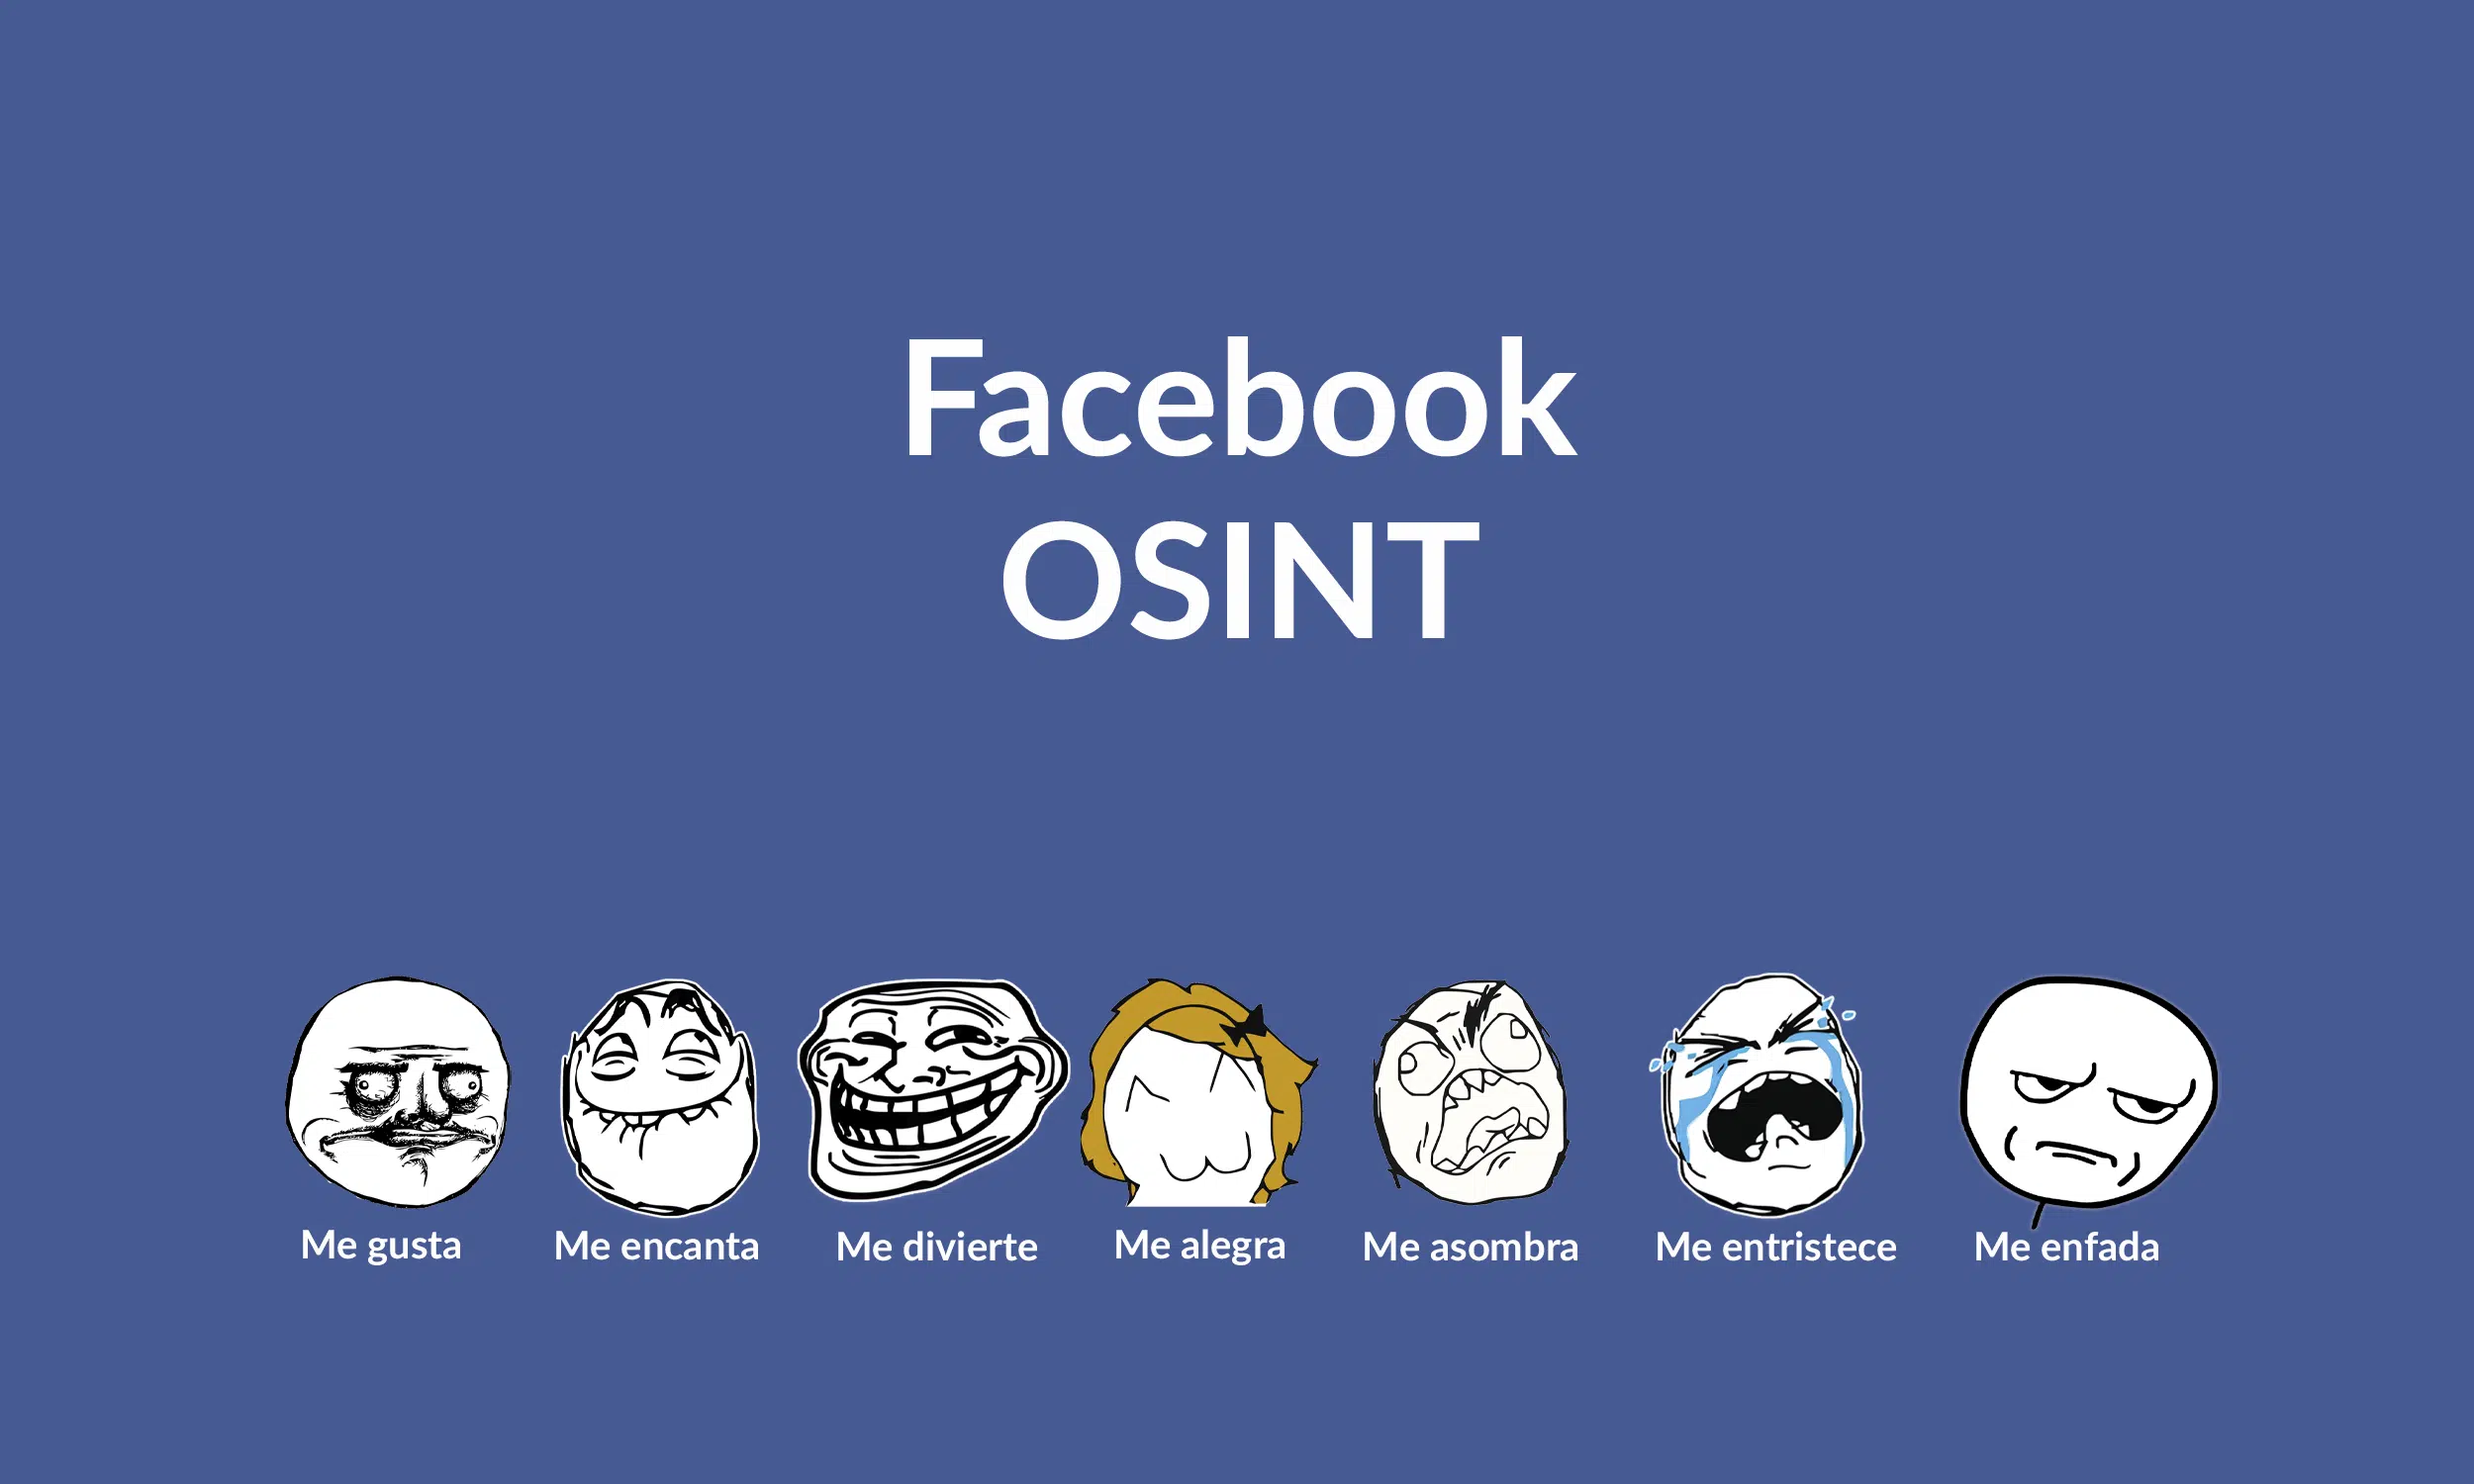 Facebook
OSINT
Me gusta
Me encanta
Me divierte
Me alegra
Me asombra
Me entristece
Me enfada